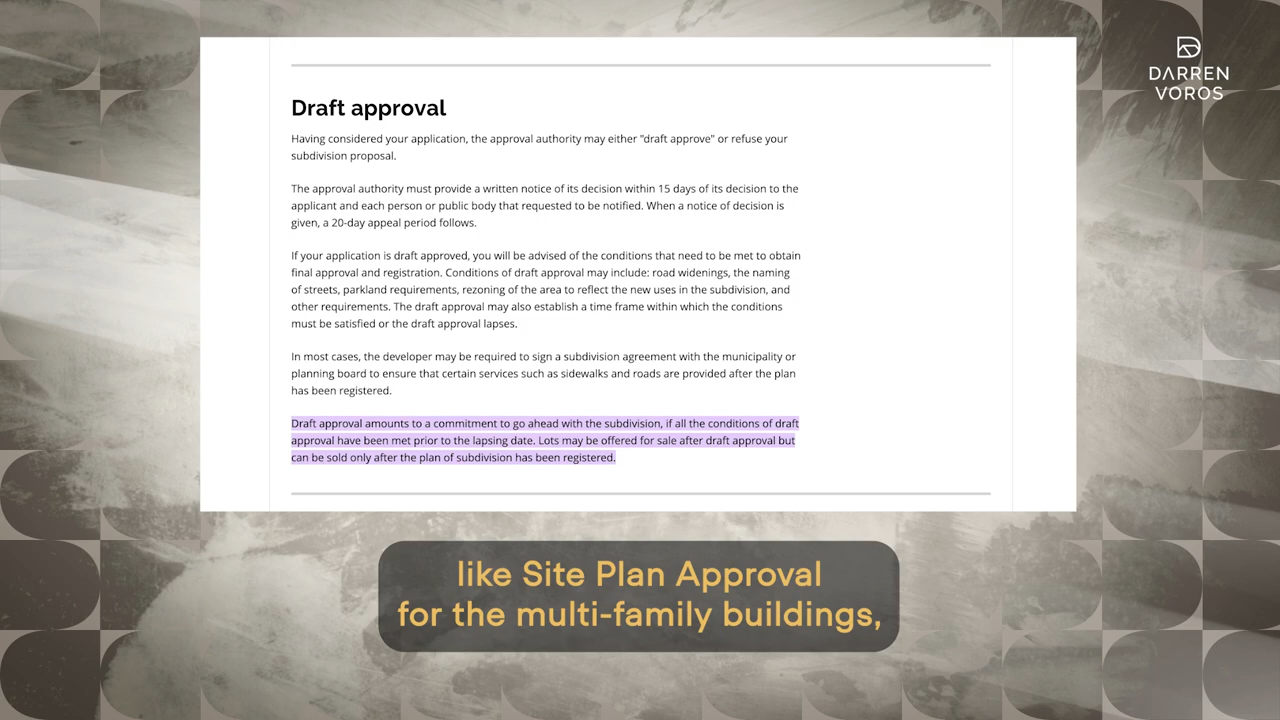 DARREN
VOROS
Draft approval
Having considered your application, the approval authority may either "draft approve" or refuse your
subdivision proposal.
The approval authority must provide a written notice of its decision within 15 days of its decision to the
applicant and each person or public body that requested to be notified. When a notice of decision is
given, a 20-day appeal period follows.
If your application is draft approved, you will be advised of the conditions that need to be met to obtain
final approval and registration. Conditions of draft approval may include: road widenings, the naming
of streets, parkland requirements, rezoning of the area to reflect the new uses in the subdivision, and
other requirements. The draft approval may also establish a time frame within which the conditions
must be satisfied or the draft approval lapses.
In most cases, the developer may be required to sign a subdivision agreement with the municipality or
planning board to ensure that certain services such as sidewalks and roads are provided after the plan
has been registered.
Draft approval amounts to a commitment to go ahead with the subdivision, if all the conditions of draft
approval have been met prior to the lapsing date. Lots may be offered for sale after draft approval but
can be sold only after the plan of subdivision has been registered.
like Site Plan Approval
for the multi-family buildings,